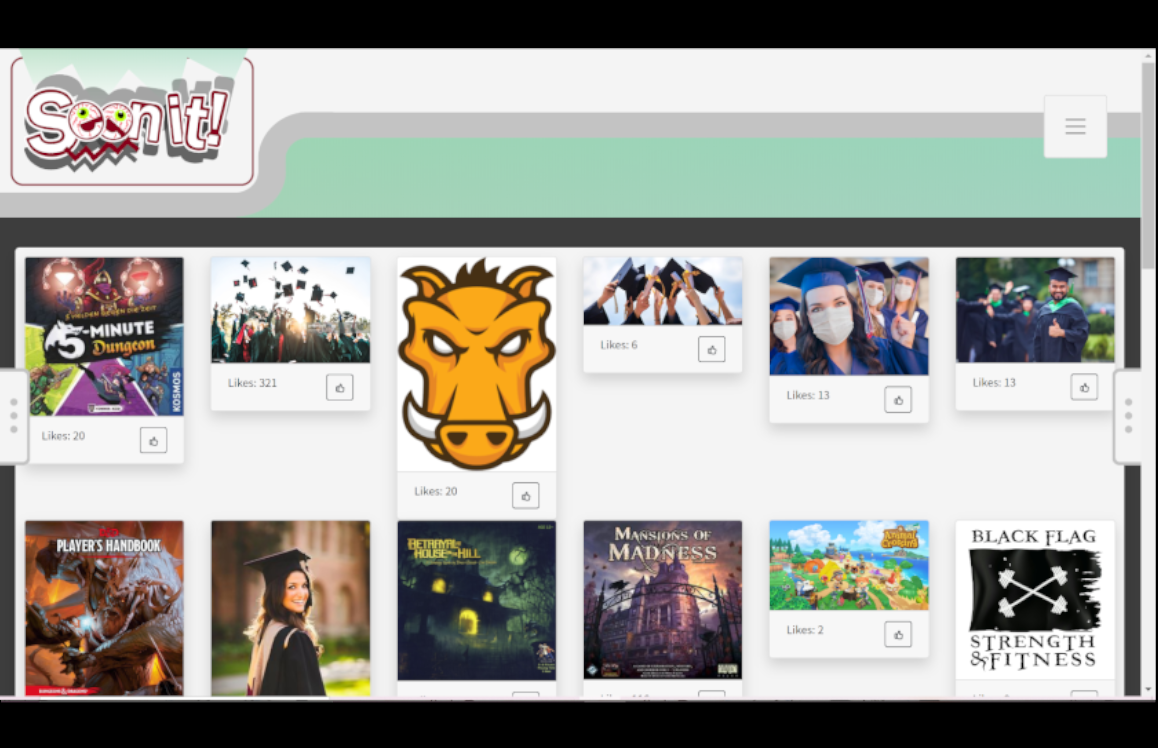 Seen it!
5 HELDEN GEGEN DIE ZEIT
5-MINUTE
Dungeon
KOSMOS
Likes: 20
Likes: 321
Likes: 20
Likes: 6
Likes: 13
Likes: 13
PLAYER'S HANDBOOK
DUNGEONS & DRAGONS
BETRAYAL AT
HOUSE ON THE HILL
MANSIONS OF
MADNESS
Animal
Crossing
Likes: 2
BLACK FLAG
STRENGTH
& FITNESS